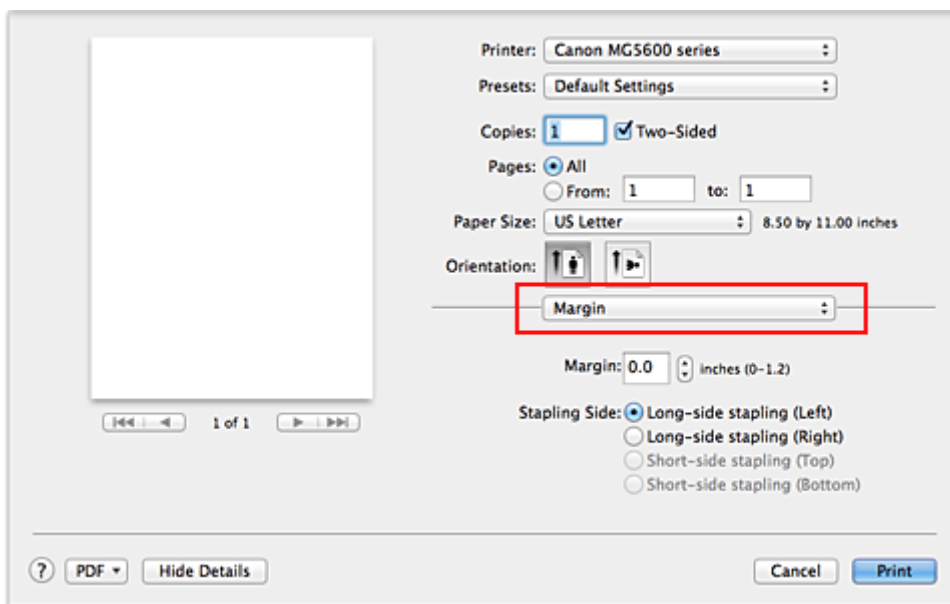 Printer: Canon MG5600 series
Presets: Default Settings
Copies: 1 Two-Sided
Pages: All
From: 1 to: 1
Paper Size: US Letter 8.50 by 11.00 inches
Orientation:
Margin
Margin: 0.0 inches (0-1.2)
Stapling Side: Long-side stapling (Left)
Long-side stapling (Right)
Short-side stapling (Top)
Short-side stapling (Bottom)
1 of 1
? PDF Hide Details Cancel Print